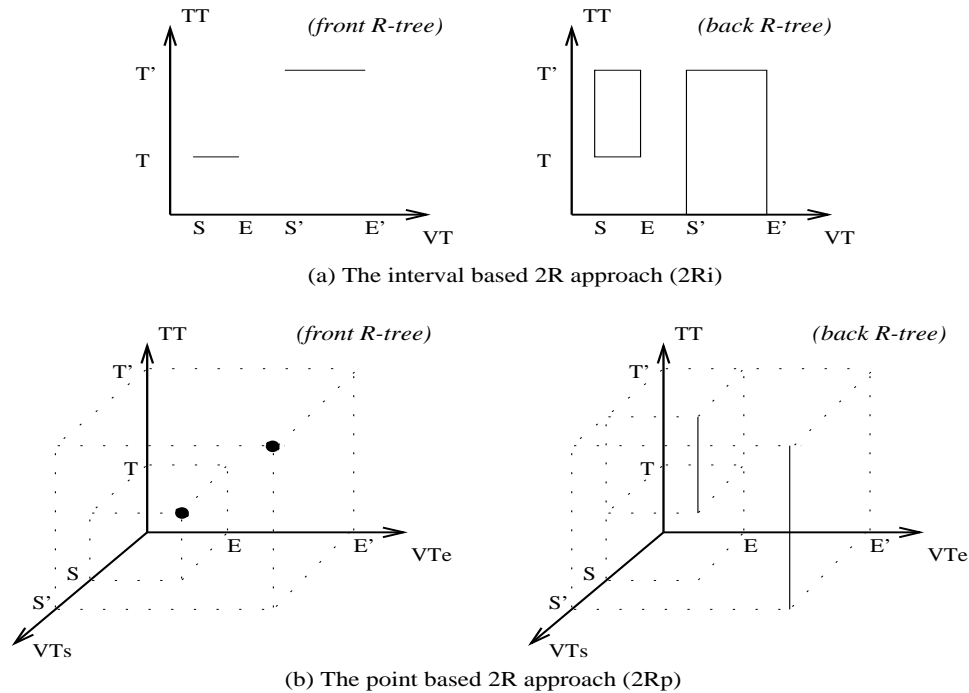 TT (front R-tree) TT (back R-tree)
T' T'
T T
S E S' E' VT S E S' E' VT
(a) The interval based 2R approach (2Ri)
TT (front R-tree) TT (back R-tree)
T'
T T
E E' VTe E E' VTe
S S
S' S'
VTs VTs
(b) The point based 2R approach (2Rp)